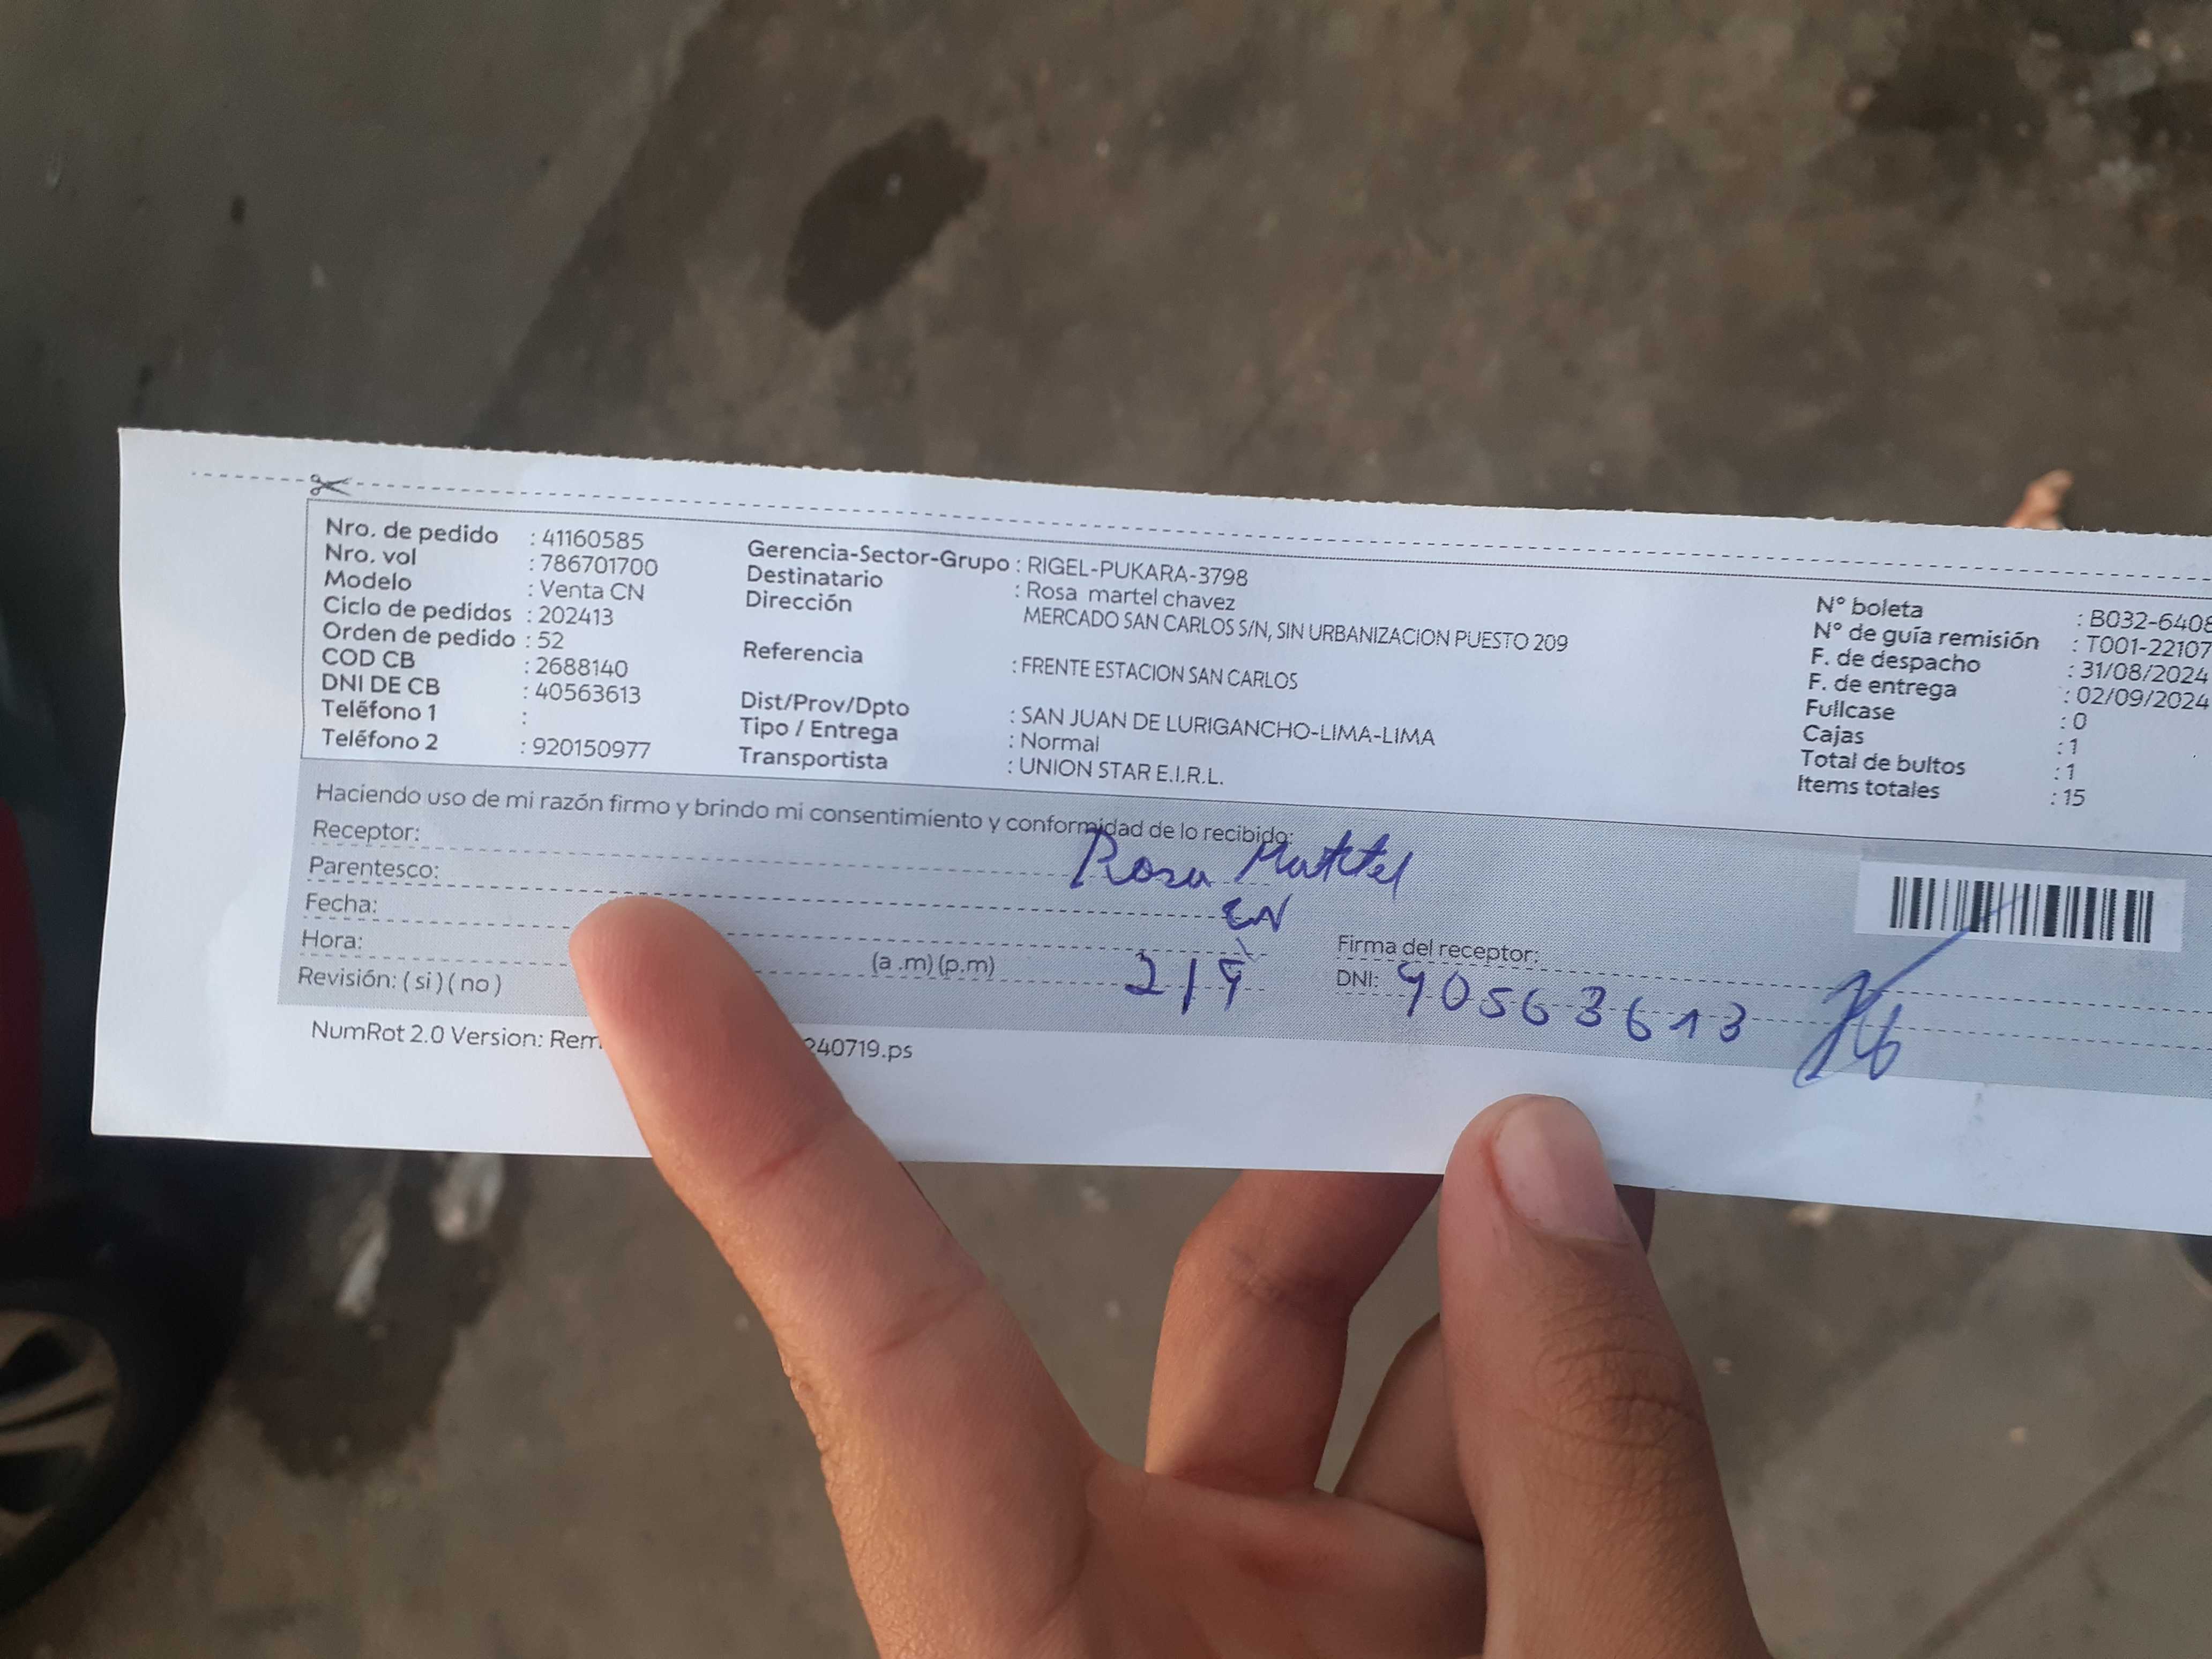 Nro. de pedido : 41160585
Nro. vol : 786701700
Modelo : Venta CN
Ciclo de pedidos : 202413
Orden de pedido : 52
COD CB : 2688140
DNI DE CB : 40563613
Teléfono 1 :
Teléfono 2 : 920150977
Gerencia-Sector-Grupo : RIGEL-PUKARA-3798
Destinatario : Rosa martel chavez
Dirección MERCADO SAN CARLOS S/N, SIN URBANIZACION PUESTO 209
Referencia : FRENTE ESTACION SAN CARLOS
Dist/Prov/Dpto : SAN JUAN DE LURIGANCHO-LIMA-LIMA
Tipo / Entrega : Normal
Transportista : UNION STAR E.I.R.L.
N° boleta : B032-6408
N° de guía remisión : T001-22107
F. de despacho : 31/08/2024
F. de entrega : 02/09/2024
Fullcase : 0
Cajas : 1
Total de bultos : 1
Items totales : 15
Haciendo uso de mi razón firmo y brindo mi consentimiento y conformidad de lo recibido:
Receptor: Rosa
Parentesco:
Fecha:
Hora: (a .m) (p.m)
Revisión: ( si ) ( no )
Firma del receptor:
DNI: 40563613
NumRot 2.0 Version: Rem 240719.ps